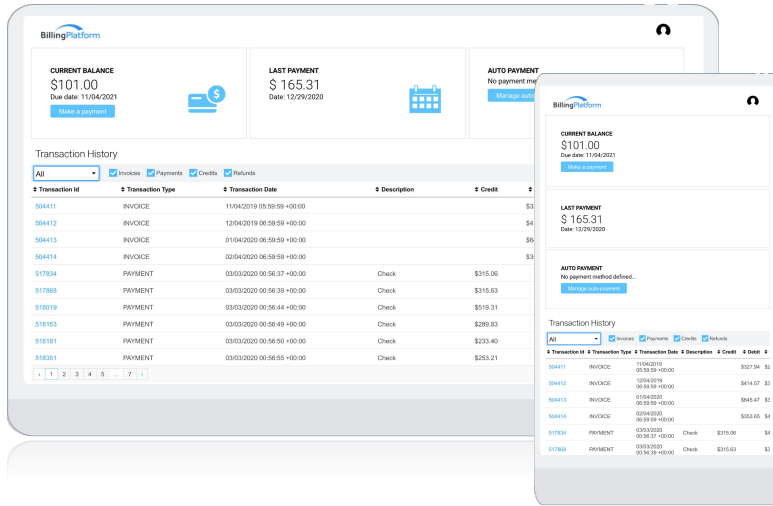 BillingPlatform
CURRENT BALANCE
$101.00
Due date: 11/04/2021
Make a payment
LAST PAYMENT
$ 165.31
Date: 12/29/2020
AUTO PAYMENT
No payment
Manage
Transaction History
All Invoices Payments Credits Refunds
Transaction Id Transaction Type Transaction Date Description Credit
504411 INVOICE 11/04/2019 05:59:59 +00:00
504412 INVOICE 12/04/2019 06:59:59 +00:00
504413 INVOICE 01/04/2020 06:59:59 +00:00
504414 INVOICE 02/04/2020 06:59:59 +00:00
517834 PAYMENT 03/03/2020 00:56:37 +00:00 Check $315.06
517868 PAYMENT 03/03/2020 00:56:39 +00:00 Check $315.63
518019 PAYMENT 03/03/2020 00:56:44 +00:00 Check $519.31
518153 PAYMENT 03/03/2020 00:56:49 +00:00 Check $289.83
518181 PAYMENT 03/03/2020 00:56:50 +00:00 Check $233.40
518351 PAYMENT 03/03/2020 00:56:55 +00:00 Check $253.21
‹ 1 2 3 4 5 ... 7 ›
BillingPlatform
CURRENT BALANCE
$101.00
Due date: 11/04/2021
Make a payment
LAST PAYMENT
$ 165.31
Date: 12/29/2020
AUTO PAYMENT
No payment method defined...
Manage auto-payment
Transaction History
All Invoices Payments Credits Refunds
Transaction Id Transaction Type Transaction Date Description Credit Debit
504411 INVOICE 11/04/2019 05:59:59 +00:00 $327.94
504412 INVOICE 12/04/2019 06:59:59 +00:00 $414.57
504413 INVOICE 01/04/2020 06:59:59 +00:00 $645.47
504414 INVOICE 02/04/2020 06:59:59 +00:00 $353.65
517834 PAYMENT 03/03/2020 00:56:37 +00:00 Check $315.06
517868 PAYMENT 03/03/2020 00:56:39 +00:00 Check $315.63